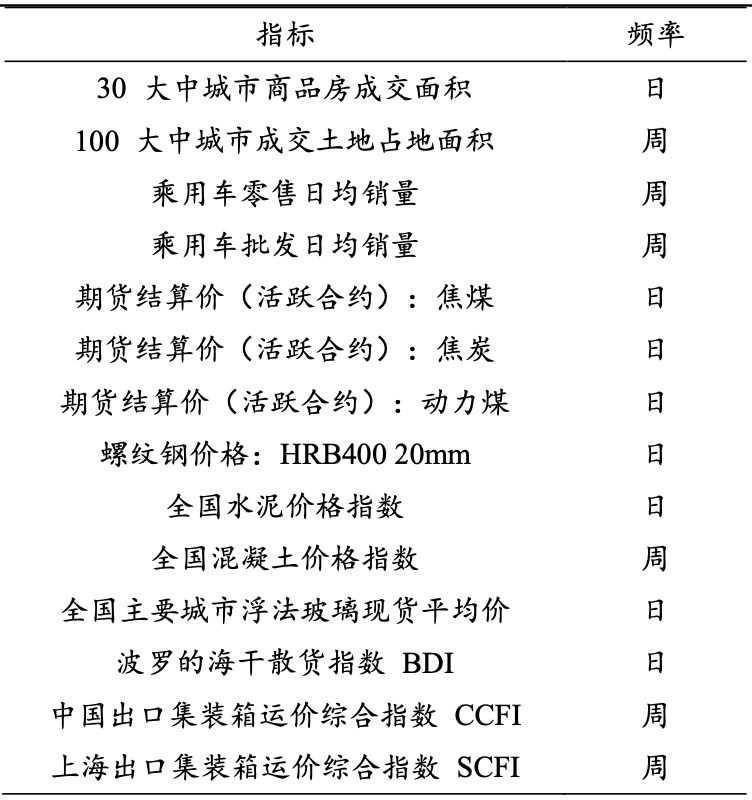 指标 频率
30 大中城市商品房成交面积 日
100 大中城市成交土地占地面积 周
乘用车零售日均销量 周
乘用车批发日均销量 周
期货结算价（活跃合约）：焦煤 日
期货结算价（活跃合约）：焦炭 日
期货结算价（活跃合约）：动力煤 日
螺纹钢价格：HRB400 20mm 日
全国水泥价格指数 日
全国混凝土价格指数 周
全国主要城市浮法玻璃现货平均价 日
波罗的海干散货指数 BDI 日
中国出口集装箱运价综合指数 CCFI 周
上海出口集装箱运价综合指数 SCFI 周